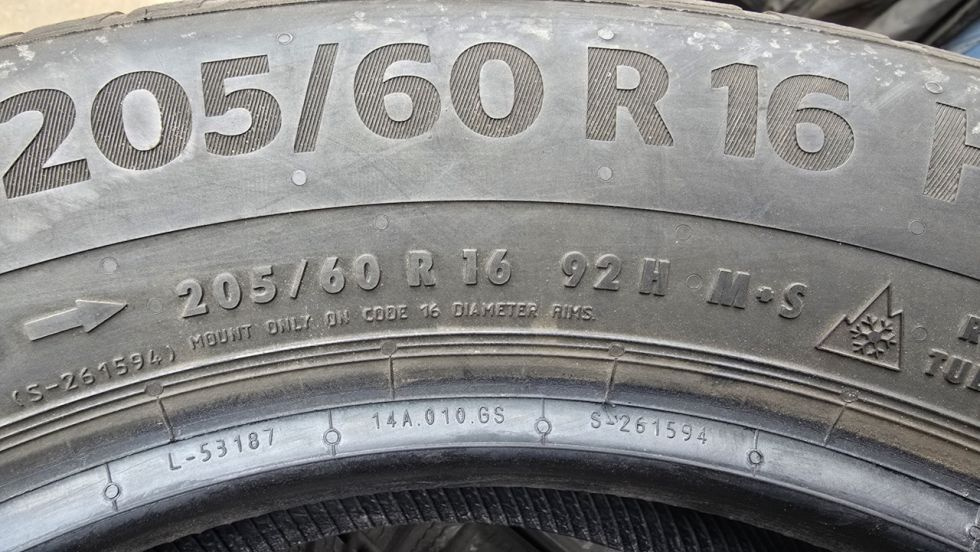 205/60 R 16 H
205/60 R 16 92 H M+S
MOUNT ONLY ON CODE 16 DIAMETER RIMS.
(S-261594)
TU
L-53187 14A.010.GS S-261594